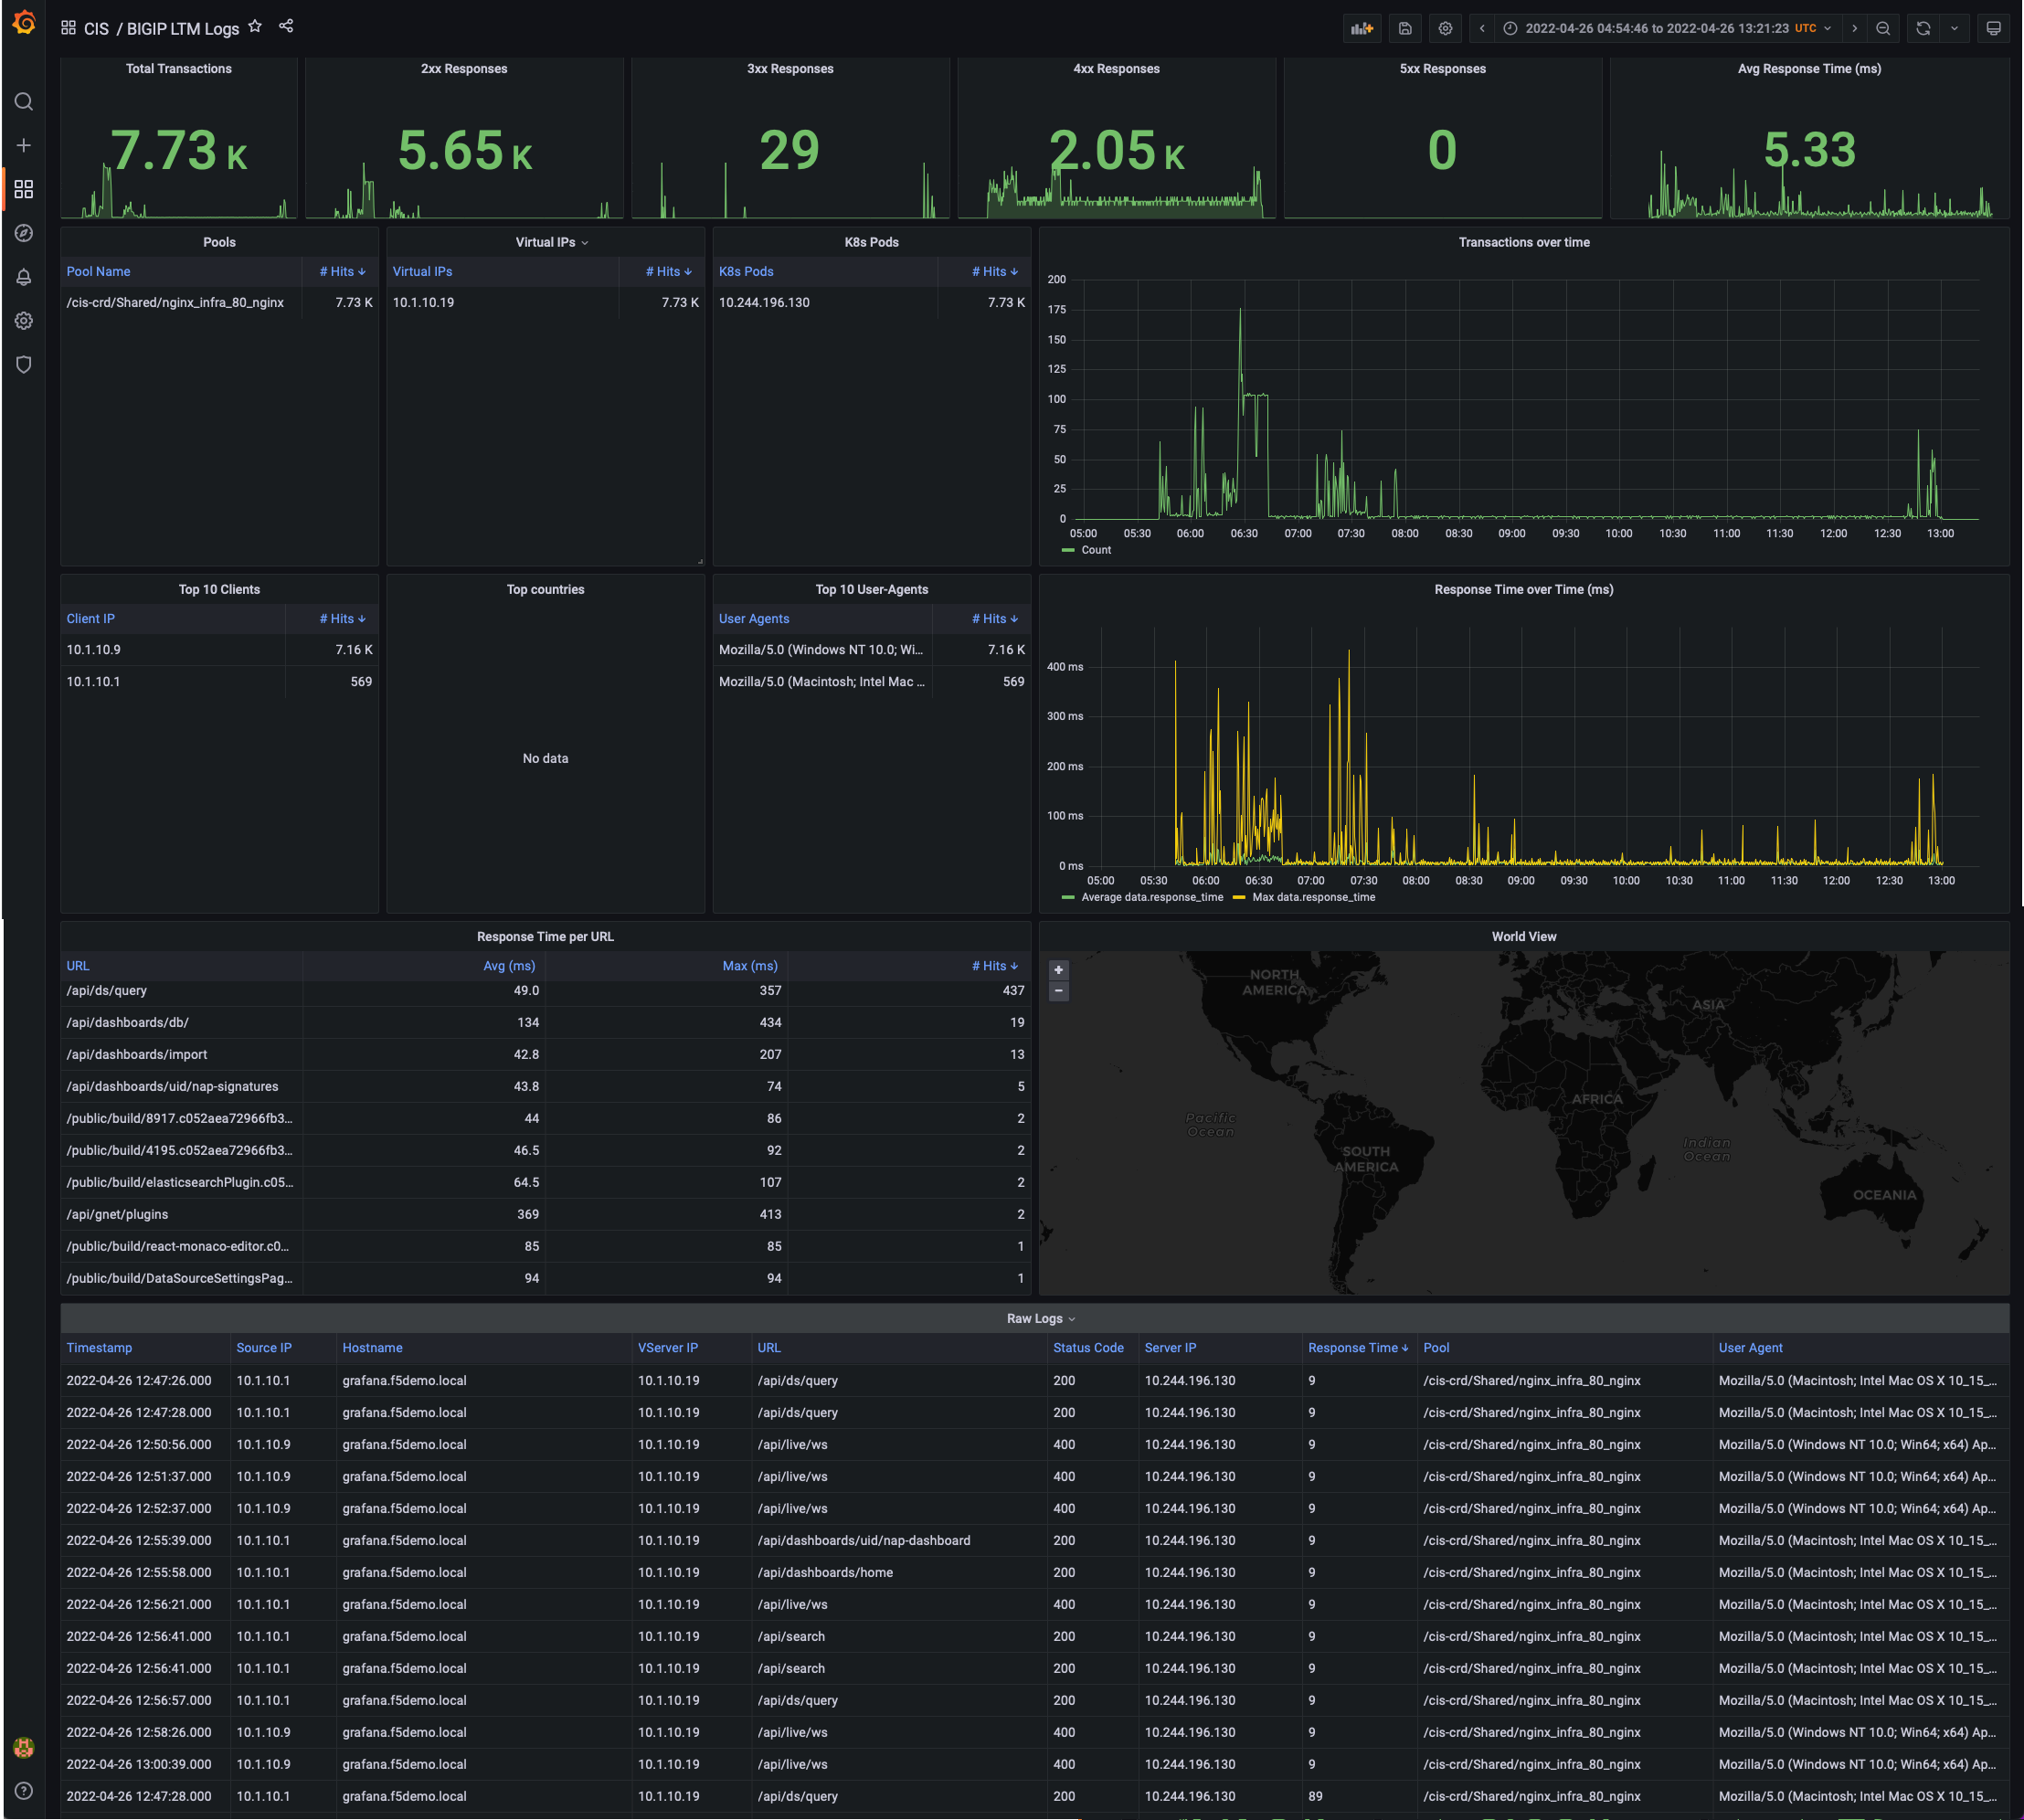 CIS / BIGIP LTM Logs
2022-04-26 04:54:46 to 2022-04-26 13:21:23 UTC
Total Transactions
7.73 K
2xx Responses
5.65 K
3xx Responses
29
4xx Responses
2.05 K
5xx Responses
0
Avg Response Time (ms)
5.33
Pools
Pool Name # Hits
/cis-crd/Shared/nginx_infra_80_nginx 7.73 K
Virtual IPs
Virtual IPs # Hits
10.1.10.19 7.73 K
K8s Pods
K8s Pods # Hits
10.244.196.130 7.73 K
Transactions over time
200
175
150
125
100
75
50
25
0
05:00 05:30 06:00 06:30 07:00 07:30 08:00 08:30 09:00 09:30 10:00 10:30 11:00 11:30 12:00 12:30 13:00
Count
Top 10 Clients
Client IP # Hits
10.1.10.9 7.16 K
10.1.10.1 569
Top countries
No data
Top 10 User-Agents
User Agents # Hits
Mozilla/5.0 (Windows NT 10.0; Wi... 7.16 K
Mozilla/5.0 (Macintosh; Intel Mac ... 569
Response Time over Time (ms)
400 ms
300 ms
200 ms
100 ms
0 ms
05:00 05:30 06:00 06:30 07:00 07:30 08:00 08:30 09:00 09:30 10:00 10:30 11:00 11:30 12:00 12:30 13:00
Average data.response_time Max data.response_time
Response Time per URL
URL Avg (ms) Max (ms) # Hits
/api/ds/query 49.0 357 437
/api/dashboards/db/ 134 434 19
/api/dashboards/import 42.8 207 13
/api/dashboards/uid/nap-signatures 43.8 74 5
/public/build/8917.c052aea72966fb3... 44 86 2
/public/build/4195.c052aea72966fb3... 46.5 92 2
/public/build/elasticsearchPlugin.c05... 64.5 107 2
/api/gnet/plugins 369 413 2
/public/build/react-monaco-editor.c0... 85 85 1
/public/build/DataSourceSettingsPag... 94 94 1
World View
+
−
NORTH
AMERICA
ASIA
AFRICA
Pacific
Ocean
Indian
Ocean
SOUTH
AMERICA
OCEANIA
Raw Logs
Timestamp Source IP Hostname VServer IP URL Status Code Server IP Response Time Pool User Agent
2022-04-26 12:47:26.000 10.1.10.1 grafana.f5demo.local 10.1.10.19 /api/ds/query 200 10.244.196.130 9 /cis-crd/Shared/nginx_infra_80_nginx Mozilla/5.0 (Macintosh; Intel Mac OS X 10_15_...
2022-04-26 12:47:28.000 10.1.10.1 grafana.f5demo.local 10.1.10.19 /api/ds/query 200 10.244.196.130 9 /cis-crd/Shared/nginx_infra_80_nginx Mozilla/5.0 (Macintosh; Intel Mac OS X 10_15_...
2022-04-26 12:50:56.000 10.1.10.9 grafana.f5demo.local 10.1.10.19 /api/live/ws 400 10.244.196.130 9 /cis-crd/Shared/nginx_infra_80_nginx Mozilla/5.0 (Windows NT 10.0; Win64; x64) Ap...
2022-04-26 12:51:37.000 10.1.10.9 grafana.f5demo.local 10.1.10.19 /api/live/ws 400 10.244.196.130 9 /cis-crd/Shared/nginx_infra_80_nginx Mozilla/5.0 (Windows NT 10.0; Win64; x64) Ap...
2022-04-26 12:52:37.000 10.1.10.9 grafana.f5demo.local 10.1.10.19 /api/live/ws 400 10.244.196.130 9 /cis-crd/Shared/nginx_infra_80_nginx Mozilla/5.0 (Windows NT 10.0; Win64; x64) Ap...
2022-04-26 12:55:39.000 10.1.10.1 grafana.f5demo.local 10.1.10.19 /api/dashboards/uid/nap-dashboard 200 10.244.196.130 9 /cis-crd/Shared/nginx_infra_80_nginx Mozilla/5.0 (Macintosh; Intel Mac OS X 10_15_...
2022-04-26 12:55:58.000 10.1.10.1 grafana.f5demo.local 10.1.10.19 /api/dashboards/home 200 10.244.196.130 9 /cis-crd/Shared/nginx_infra_80_nginx Mozilla/5.0 (Macintosh; Intel Mac OS X 10_15_...
2022-04-26 12:56:21.000 10.1.10.1 grafana.f5demo.local 10.1.10.19 /api/live/ws 400 10.244.196.130 9 /cis-crd/Shared/nginx_infra_80_nginx Mozilla/5.0 (Macintosh; Intel Mac OS X 10_15_...
2022-04-26 12:56:41.000 10.1.10.1 grafana.f5demo.local 10.1.10.19 /api/search 200 10.244.196.130 9 /cis-crd/Shared/nginx_infra_80_nginx Mozilla/5.0 (Macintosh; Intel Mac OS X 10_15_...
2022-04-26 12:56:41.000 10.1.10.1 grafana.f5demo.local 10.1.10.19 /api/search 200 10.244.196.130 9 /cis-crd/Shared/nginx_infra_80_nginx Mozilla/5.0 (Macintosh; Intel Mac OS X 10_15_...
2022-04-26 12:56:57.000 10.1.10.1 grafana.f5demo.local 10.1.10.19 /api/ds/query 200 10.244.196.130 9 /cis-crd/Shared/nginx_infra_80_nginx Mozilla/5.0 (Macintosh; Intel Mac OS X 10_15_...
2022-04-26 12:58:26.000 10.1.10.9 grafana.f5demo.local 10.1.10.19 /api/live/ws 400 10.244.196.130 9 /cis-crd/Shared/nginx_infra_80_nginx Mozilla/5.0 (Windows NT 10.0; Win64; x64) Ap...
2022-04-26 13:00:39.000 10.1.10.9 grafana.f5demo.local 10.1.10.19 /api/live/ws 400 10.244.196.130 9 /cis-crd/Shared/nginx_infra_80_nginx Mozilla/5.0 (Windows NT 10.0; Win64; x64) Ap...
2022-04-26 12:47:28.000 10.1.10.1 grafana.f5demo.local 10.1.10.19 /api/ds/query 200 10.244.196.130 89 /cis-crd/Shared/nginx_infra_80_nginx Mozilla/5.0 (Macintosh; Intel Mac OS X 10_15_...